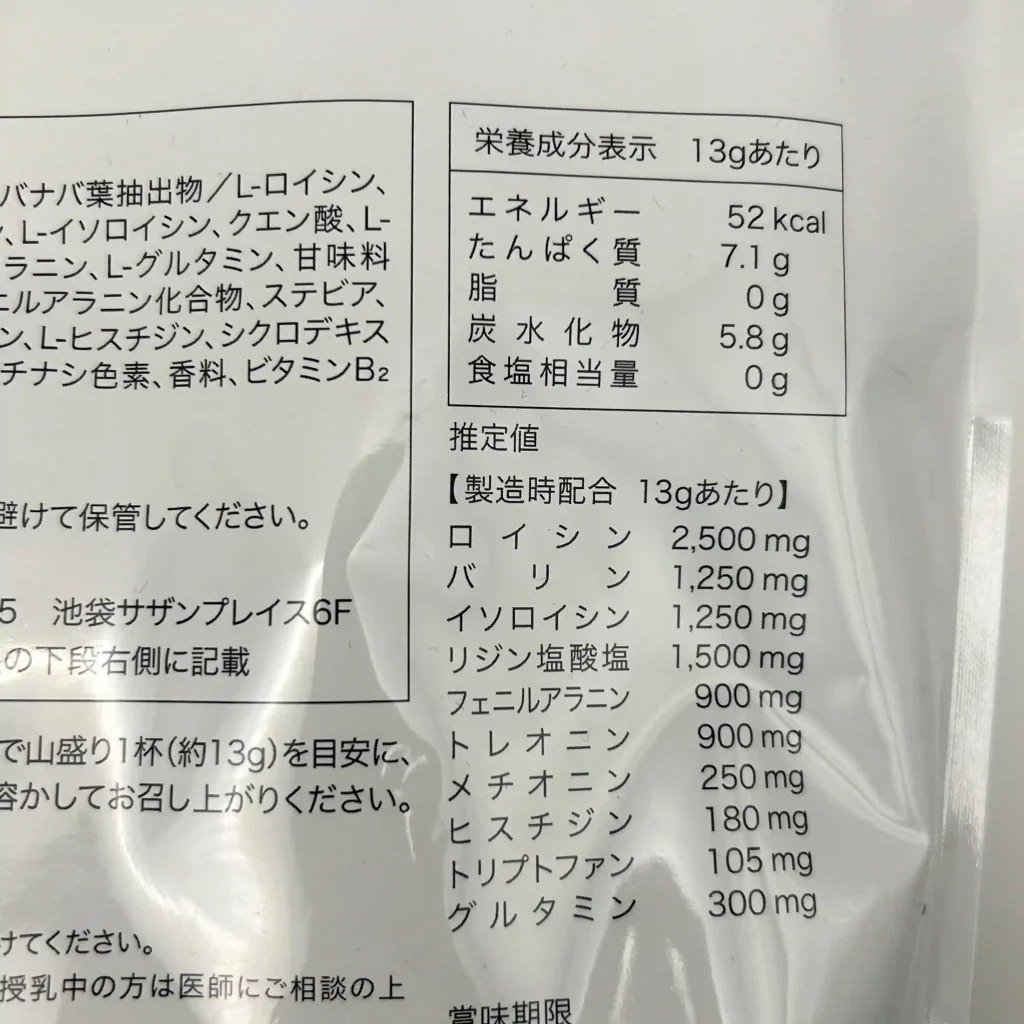 バナバ葉抽出物／L-ロイシン、
、L-イソロイシン、クエン酸、L-
ラニン、L-グルタミン、甘味料
ニルアラニン化合物、ステビア、
ン、L-ヒスチジン、シクロデキス
チナシ色素、香料、ビタミンB₂
避けて保管してください。
5 池袋サザンプレイス6F
の下段右側に記載
で山盛り1杯(約13g)を目安に、
溶かしてお召し上がりください。
けてください。
授乳中の方は医師にご相談の上
栄養成分表示 13gあたり
エネルギー 52 kcal
たんぱく質 7.1 g
脂質 0 g
炭水化物 5.8 g
食塩相当量 0 g
推定値
【製造時配合 13gあたり】
ロイシン 2,500 mg
バリン 1,250 mg
イソロイシン 1,250 mg
リジン塩酸塩 1,500 mg
フェニルアラニン 900 mg
トレオニン 900 mg
メチオニン 250 mg
ヒスチジン 180 mg
トリプトファン 105 mg
グルタミン 300 mg
賞味期限